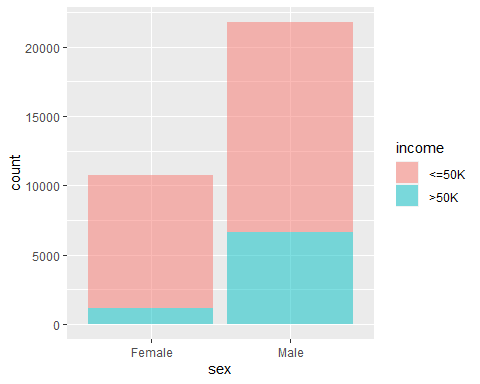 20000
15000
10000
5000
0
count
Female
Male
sex
income
<=50K
>50K